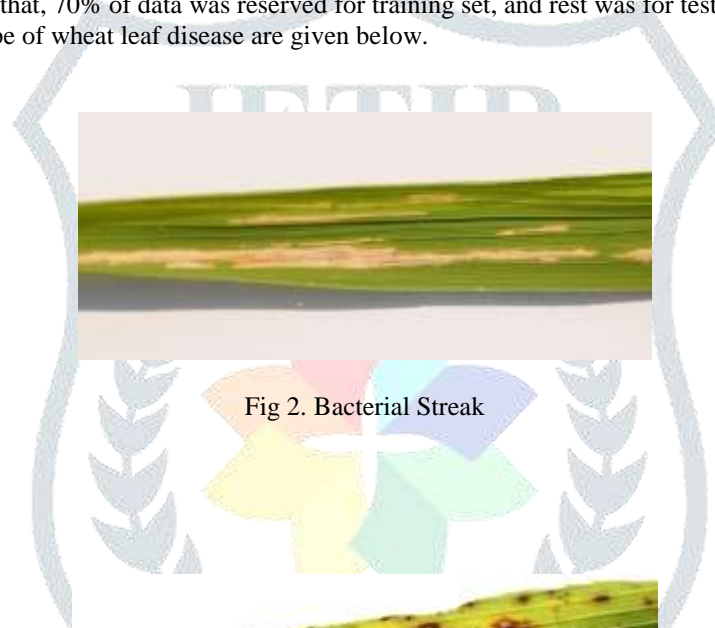 that, 70% of data was reserved for training set, and rest was for test
pe of wheat leaf disease are given below.
JETIR
Fig 2. Bacterial Streak